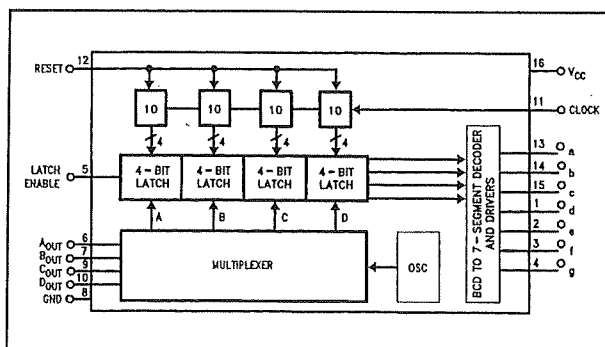 RESET 12
16 VCC
10 10 10 10
11 CLOCK
4 4 4 4
LATCH ENABLE 5
4-BIT LATCH
4-BIT LATCH
4-BIT LATCH
4-BIT LATCH
A B C D
AOUT 6
BOUT 7
COUT 9
DOUT 10
GND 8
MULTIPLEXER
OSC
BCD TO 7-SEGMENT DECODER
AND DRIVERS
13 a
14 b
15 c
1 d
2 e
3 f
4 g